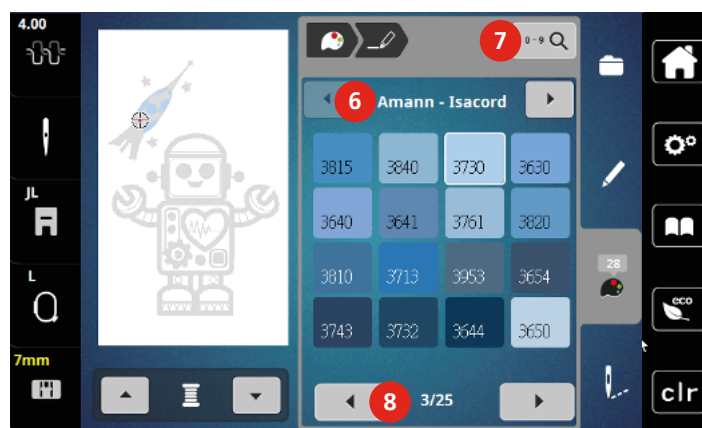 4.00
7
0-9
6
Amann - Isacord
3815 3840 3730 3630
JL
3640 3641 3761 3820
28
L
3810 3713 3953 3654
eco
3743 3732 3644 3650
7mm
8
3/25
clr